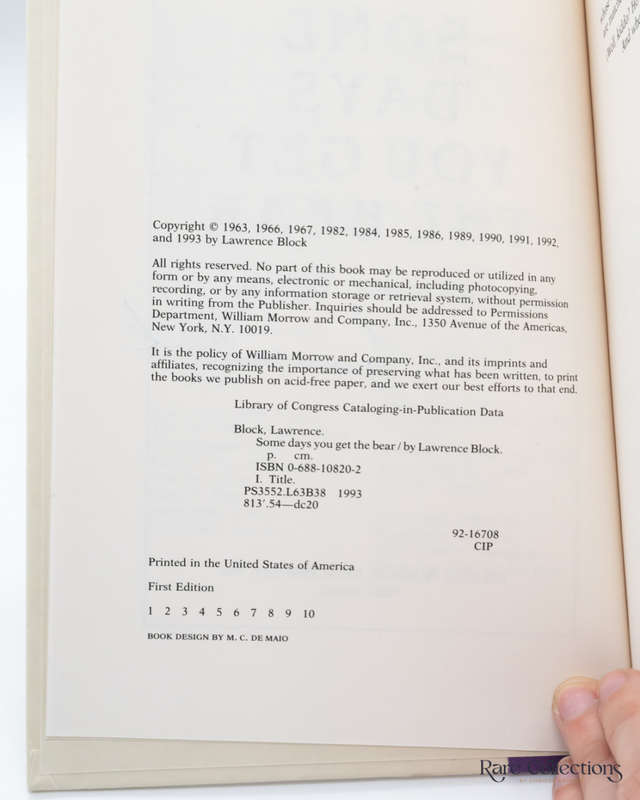 Copyright © 1963, 1966, 1967, 1982, 1984, 1985, 1986, 1989, 1990, 1991, 1992,
and 1993 by Lawrence Block
All rights reserved. No part of this book may be reproduced or utilized in any
form or by any means, electronic or mechanical, including photocopying,
recording, or by any information storage or retrieval system, without permission
in writing from the Publisher. Inquiries should be addressed to Permissions
Department, William Morrow and Company, Inc., 1350 Avenue of the Americas,
New York, N.Y. 10019.
It is the policy of William Morrow and Company, Inc., and its imprints and
affiliates, recognizing the importance of preserving what has been written, to print
the books we publish on acid-free paper, and we exert our best efforts to that end.
Library of Congress Cataloging-in-Publication Data
Block, Lawrence.
Some days you get the bear / by Lawrence Block.
p. cm.
ISBN 0-688-10820-2
I. Title.
PS3552.L63B38 1993
813'.54—dc20
92-16708
CIP
Printed in the United States of America
First Edition
1 2 3 4 5 6 7 8 9 10
BOOK DESIGN BY M. C. DE MAIO
Rare Collections